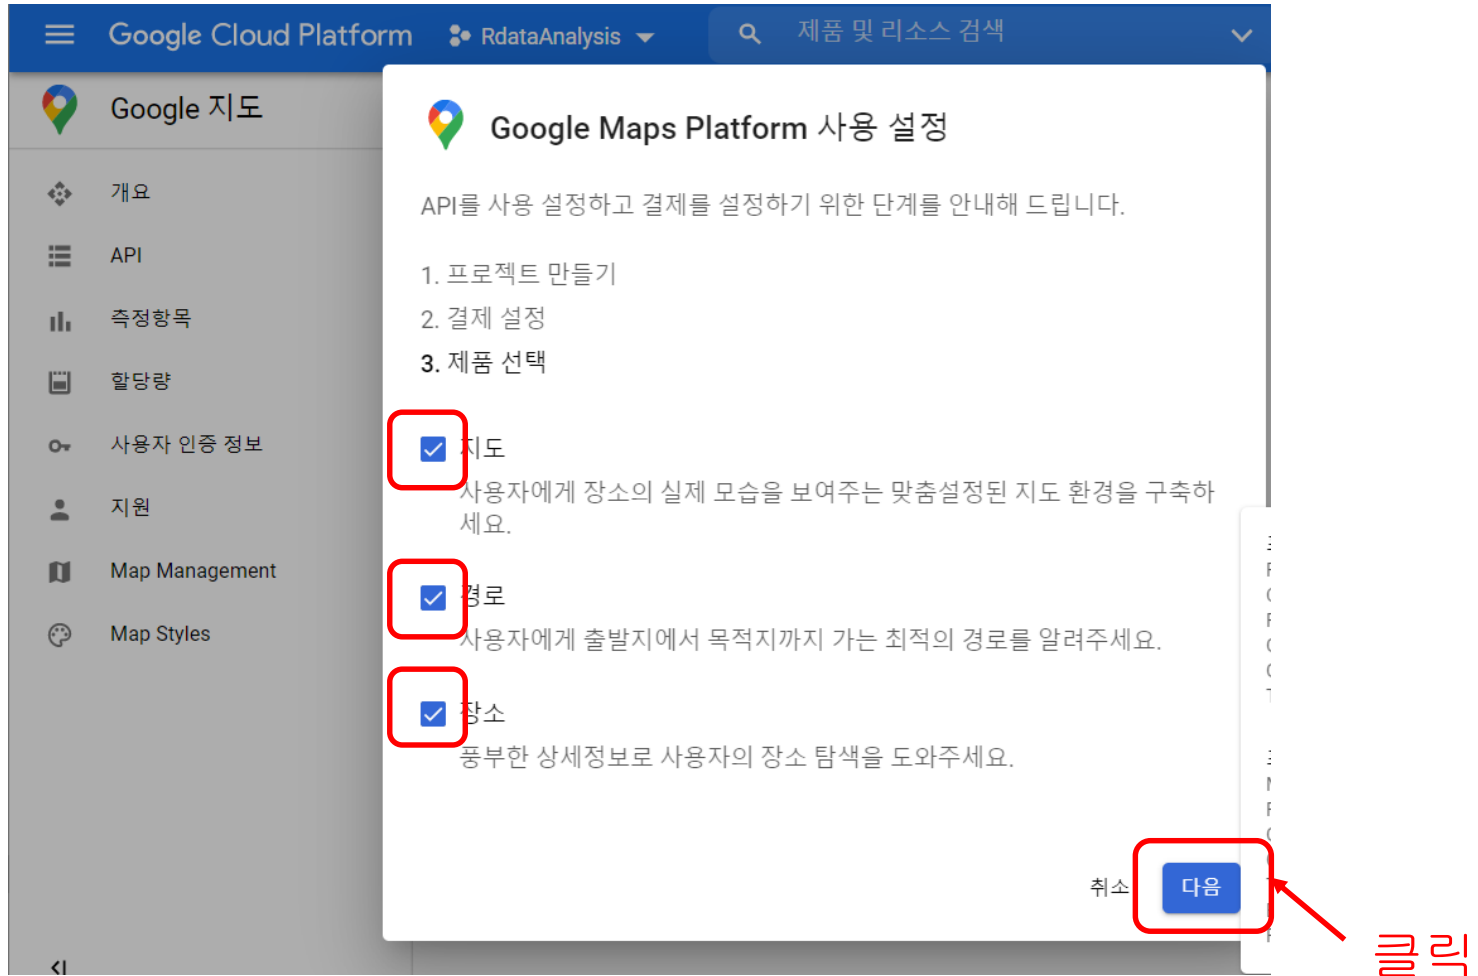 Google Cloud Platform
RdataAnalysis
제품 및 리소스 검색
Google 지도
개요
API
측정항목
할당량
사용자 인증 정보
지원
Map Management
Map Styles
Google Maps Platform 사용 설정
API를 사용 설정하고 결제를 설정하기 위한 단계를 안내해 드립니다.
1. 프로젝트 만들기
2. 결제 설정
3. 제품 선택
지도
사용자에게 장소의 실제 모습을 보여주는 맞춤설정된 지도 환경을 구축하
세요.
경로
사용자에게 출발지에서 목적지까지 가는 최적의 경로를 알려주세요.
장소
풍부한 상세정보로 사용자의 장소 탐색을 도와주세요.
취소
다음
클릭